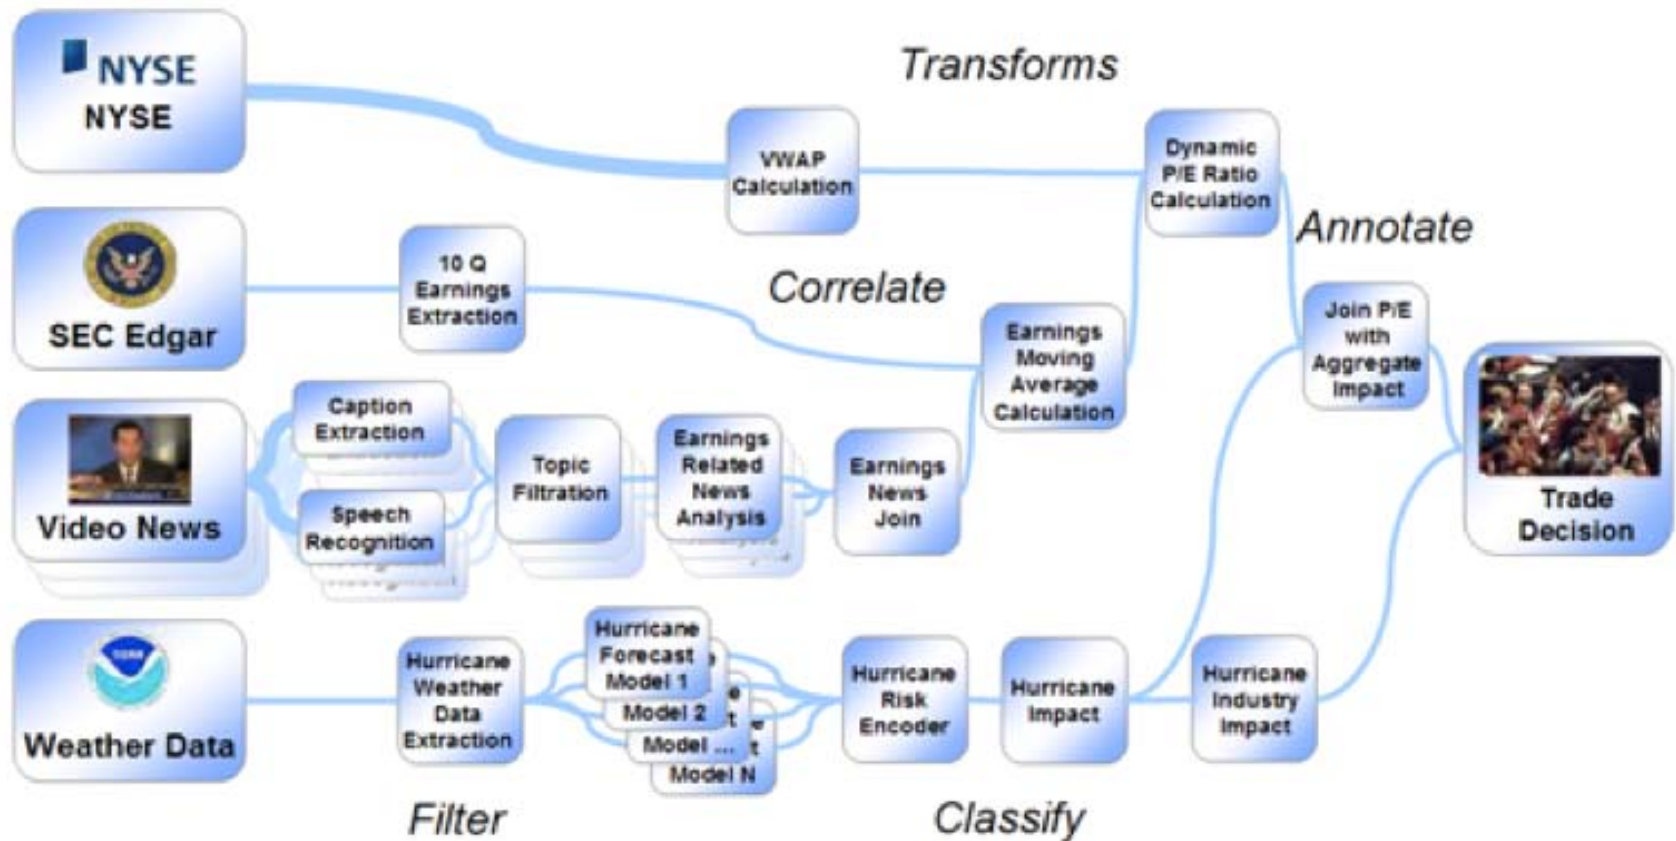 NYSE
NYSE
Transforms
VWAP
Calculation
Dynamic
P/E Ratio
Calculation
Annotate
SEC Edgar
10 Q
Earnings
Extraction
Correlate
Earnings
Moving
Average
Calculation
Join P/E
with
Aggregate
Impact
Video News
Caption
Extraction
Speech
Recognition
Topic
Filtration
Earnings
Related
News
Analysis
Earnings
News
Join
Trade
Decision
Weather Data
Hurricane
Weather
Data
Extraction
Hurricane
Forecast
Model 1
Model 2
Model ...
Model N
Hurricane
Risk
Encoder
Hurricane
Impact
Hurricane
Industry
Impact
Filter
Classify